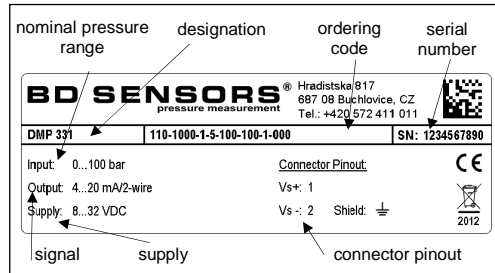 nominal pressure range
designation
ordering code
serial number
BD SENSORS®
pressure measurement
Hradistska 817
687 08 Buchlovice, CZ
Tel.: +420 572 411 011
DMP 331
110-1000-1-5-100-100-1-000
SN: 1234567890
Input: 0...100 bar
Output: 4...20 mA/2-wire
Supply: 8...32 VDC
Connector Pinout:
Vs+: 1
Vs -: 2 Shield:
CE
2012
signal
supply
connector pinout